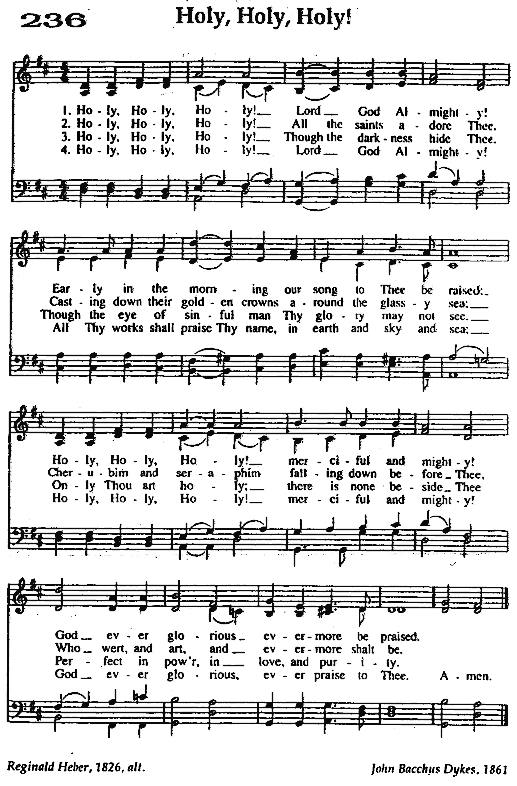 236 Holy, Holy, Holy!
1. Ho - ly, Ho - ly, Ho - ly! Lord God Al - might - y!
2. Ho - ly, Ho - ly, Ho - ly! All the saints a - dore Thee,
3. Ho - ly, Ho - ly, Ho - ly! Though the dark - ness hide Thee.
4. Ho - ly, Ho - ly, Ho - ly! Lord God Al - might - y!
Ear - ly in the morn - ing our song to Thee be raised:
Cast - ing down their gold - en crowns a - round the glass - y sea;
Though the eye of sin - ful man Thy glo - ry may not see.
All Thy works shall praise Thy name, in earth and sky and sea;
Ho - ly, Ho - ly, Ho - ly! mer - ci - ful and might - y!
Cher - u - bim and ser - a - phim fall - ing down be - fore Thee,
On - ly Thou art ho - ly; there is none be - side Thee
Ho - ly, Ho - ly, Ho - ly! mer - ci - ful and might - y!
God ev - er glo - rious ev - er - more be praised.
Who wert, and art, and ev - er - more shalt be.
Per - fect in pow'r, in love, and pur - i - ty.
God ev - er glo - rious, ev - er praise to Thee. A - men.
Reginald Heber, 1826, alt. John Bacchus Dykes, 1861